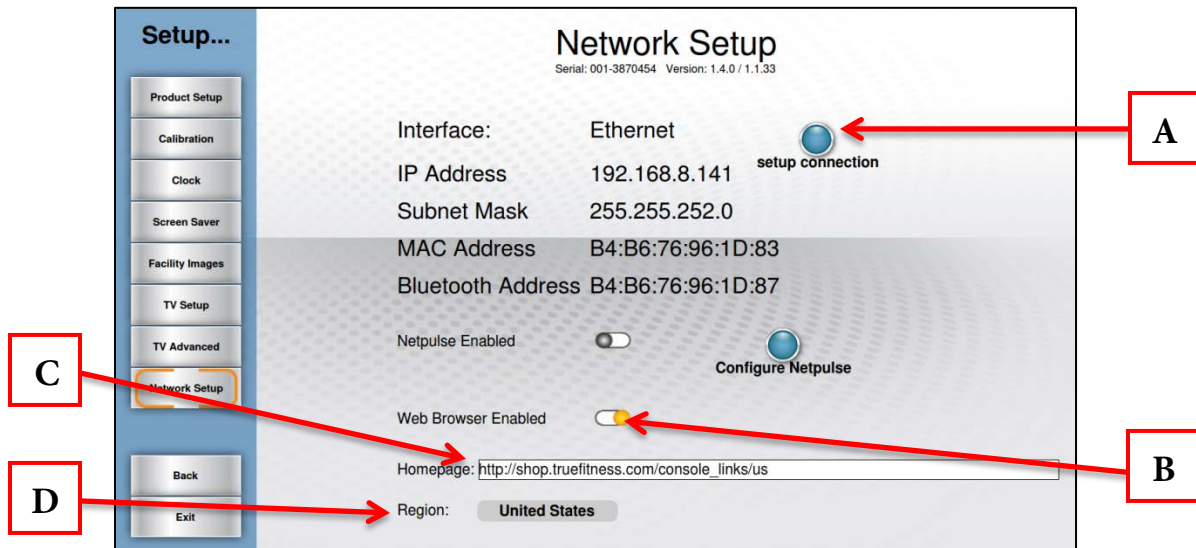 Setup...
Network Setup
Serial: 001-3870454 Version: 1.4.0 / 1.1.33
Product Setup
Calibration
Clock
Screen Saver
Facility Images
TV Setup
TV Advanced
Network Setup
Back
Exit
Interface: Ethernet
setup connection
IP Address 192.168.8.141
Subnet Mask 255.255.252.0
MAC Address B4:B6:76:96:1D:83
Bluetooth Address B4:B6:76:96:1D:87
Netpulse Enabled
Configure Netpulse
Web Browser Enabled
Homepage: http://shop.truefitness.com/console_links/us
Region: United States
A
B
C
D